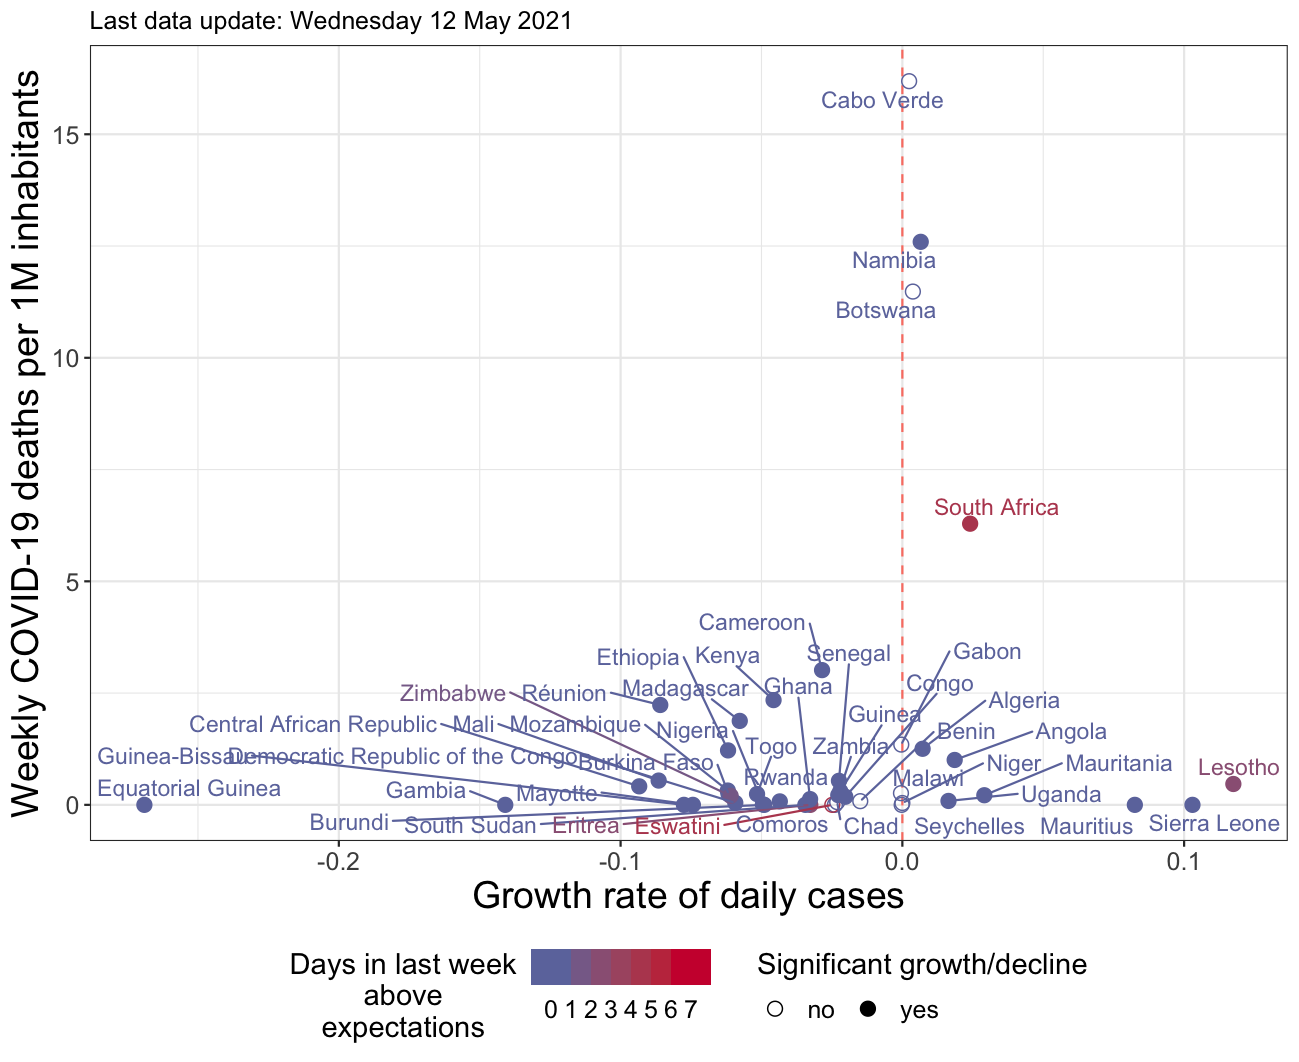 Last data update: Wednesday 12 May 2021
Weekly COVID-19 deaths per 1M inhabitants
15
10
5
0
Cabo Verde
Namibia
Botswana
South Africa
Cameroon
Ethiopia
Kenya
Senegal
Gabon
Zimbabwe
Réunion
Madagascar
Ghana
Congo
Algeria
Central African Republic
Mali
Mozambique
Nigeria
Guinea
Benin
Angola
Guinea-Bissau
Democratic Republic of the Congo
Burkina Faso
Togo
Zambia
Niger
Mauritania
Lesotho
Equatorial Guinea
Gambia
Mayotte
Rwanda
Malawi
Uganda
Burundi
South Sudan
Eritrea
Eswatini
Comoros
Chad
Seychelles
Mauritius
Sierra Leone
-0.2
-0.1
0.0
0.1
Growth rate of daily cases
Days in last week
above
expectations
0 1 2 3 4 5 6 7
Significant growth/decline
no
yes